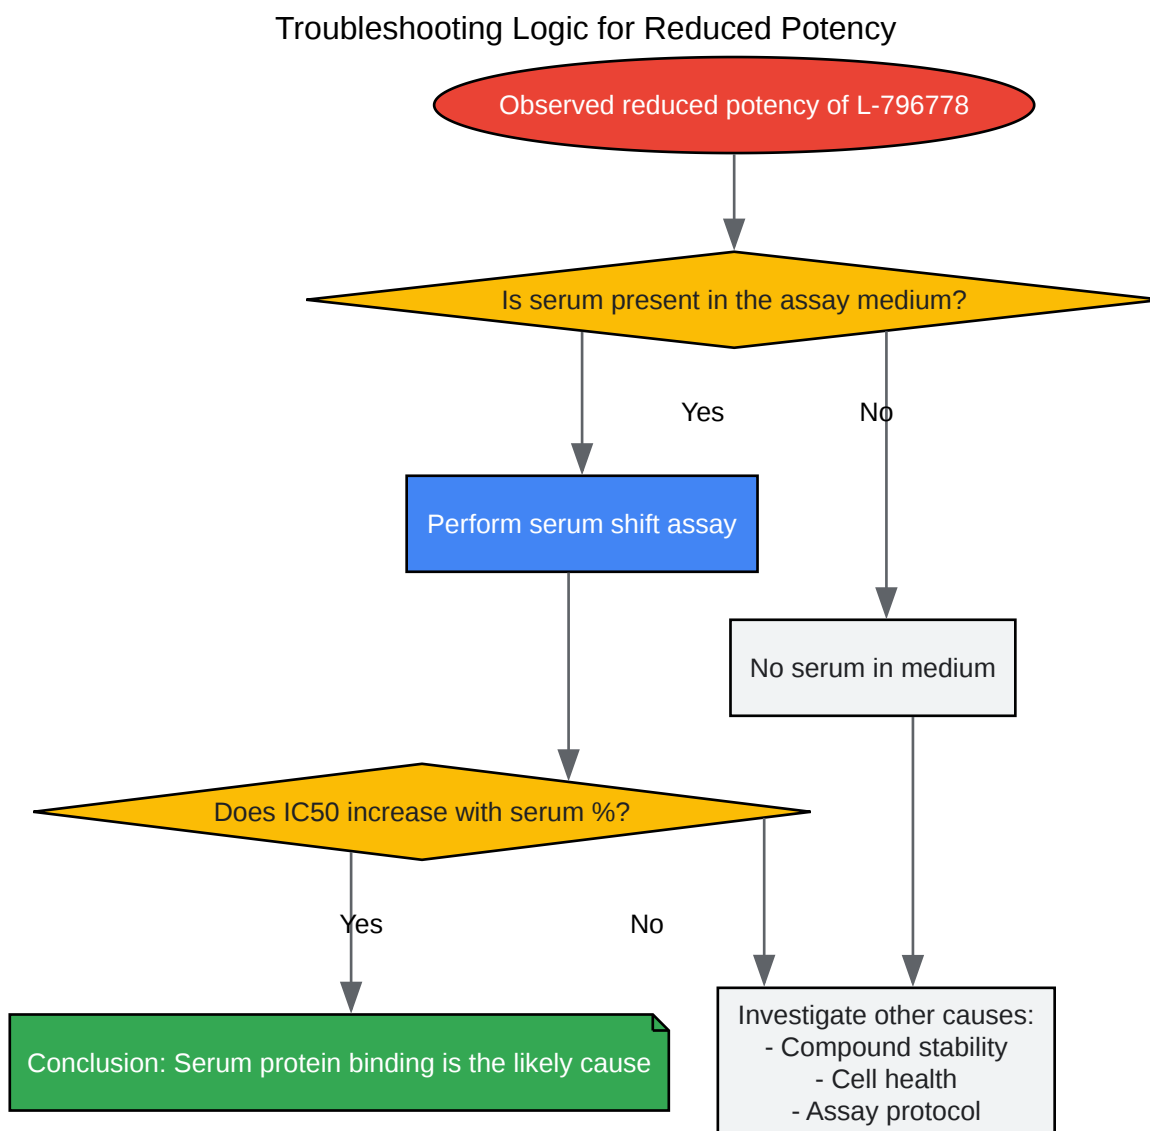 Troubleshooting Logic for Reduced Potency
Observed reduced potency of L-796778
Is serum present in the assay medium?
Yes
No
Perform serum shift assay
No serum in medium
Does IC50 increase with serum %?
Yes
No
Conclusion: Serum protein binding is the likely cause
Investigate other causes:
- Compound stability
- Cell health
- Assay protocol